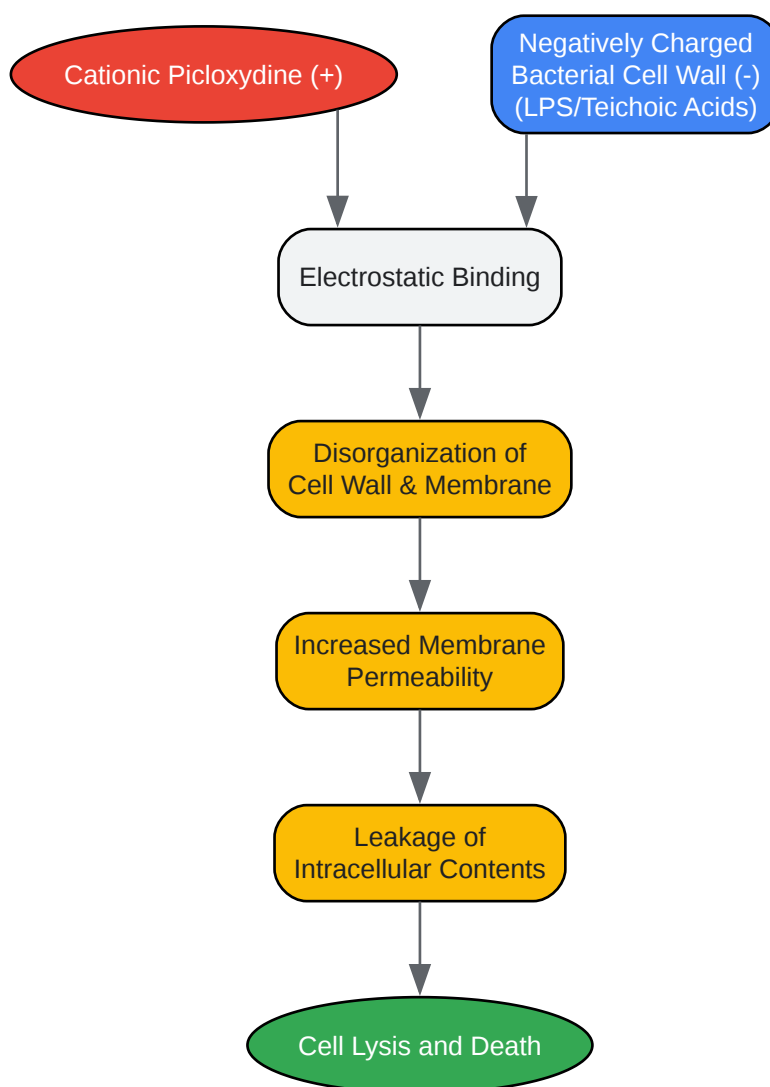 Cationic Picloxydine (+)
Negatively Charged
Bacterial Cell Wall (-)
(LPS/Teichoic Acids)
Electrostatic Binding
Disorganization of
Cell Wall & Membrane
Increased Membrane
Permeability
Leakage of
Intracellular Contents
Cell Lysis and Death